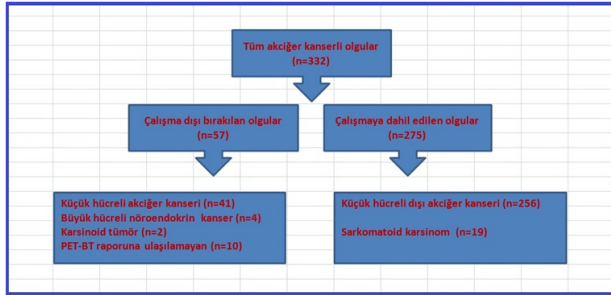 Tüm akciğer kanserli olgular
(n=332)
Çalışma dışı bırakılan olgular
(n=57)
Çalışmaya dahil edilen olgular
(n=275)
Küçük hücreli akciğer kanseri (n=41)
Büyük hücreli nöroendokrin kanser (n=4)
Karsinoid tümör (n=2)
PET-BT raporuna ulaşılamayan (n=10)
Küçük hücreli dışı akciğer kanseri (n=256)
Sarkomatoid karsinom (n=19)